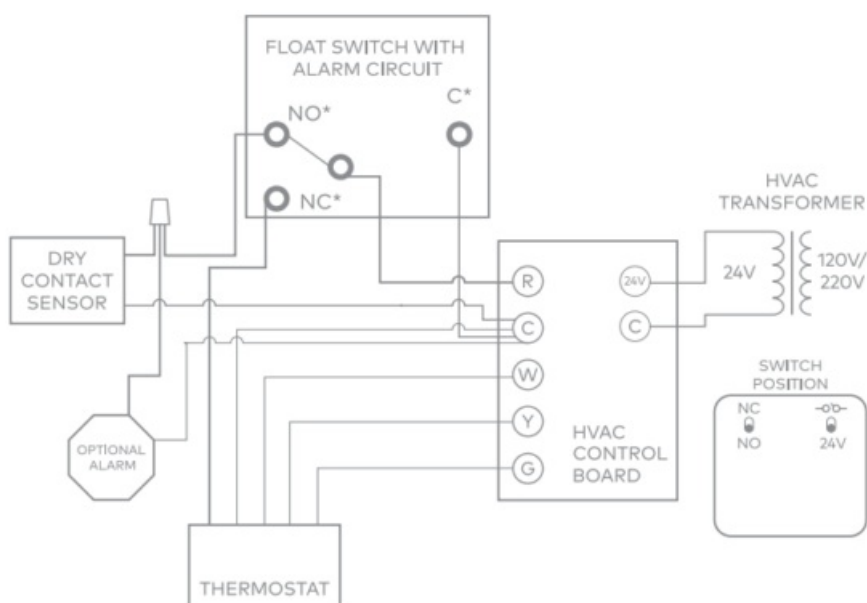 FLOAT SWITCH WITH
ALARM CIRCUIT
C*
NO*
NC*
HVAC
TRANSFORMER
DRY
CONTACT
SENSOR
R
24V
24V
120V/
220V
C
C
W
Y
G
HVAC
CONTROL
BOARD
SWITCH
POSITION
NC
NO
24V
OPTIONAL
ALARM
THERMOSTAT